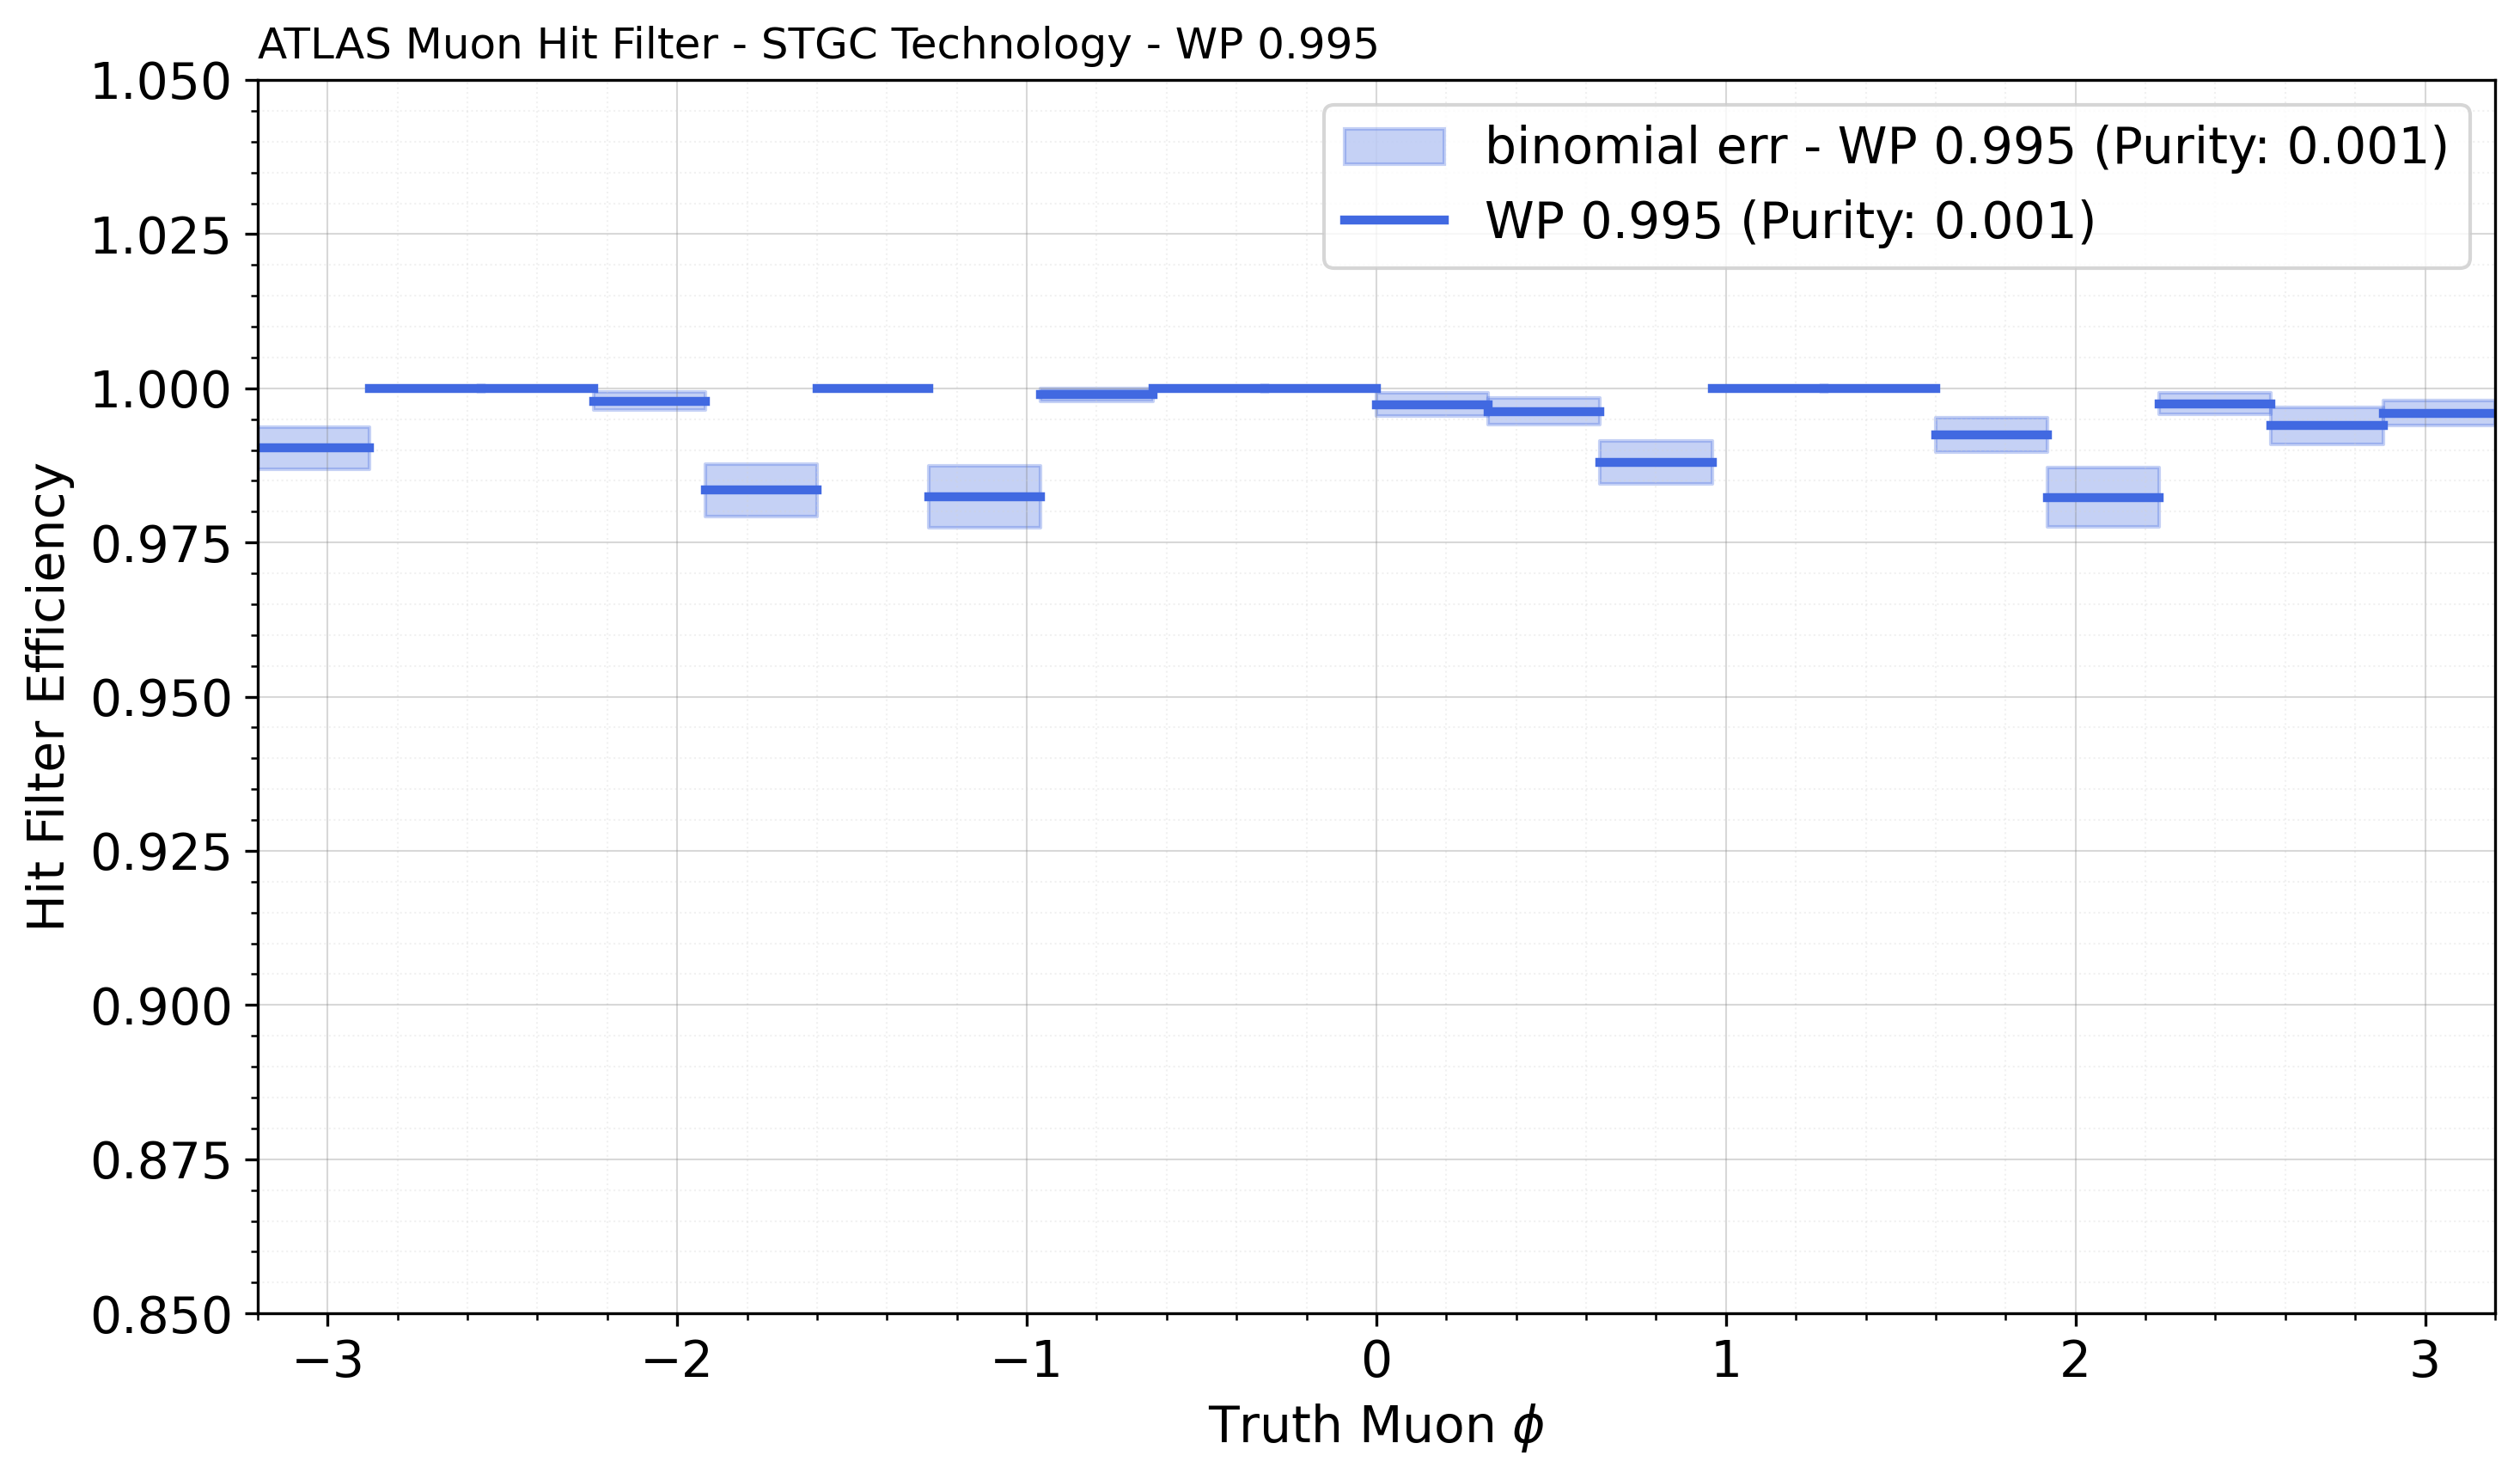 ATLAS Muon Hit Filter - STGC Technology - WP 0.995
binomial err - WP 0.995 (Purity: 0.001)
WP 0.995 (Purity: 0.001)
Hit Filter Efficiency
1.050
1.025
1.000
0.975
0.950
0.925
0.900
0.875
0.850
−3 −2 −1 0 1 2 3
Truth Muon ϕ